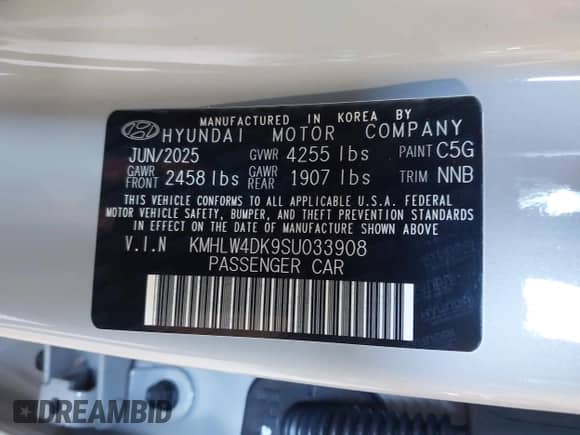 MANUFACTURED IN KOREA BY
HYUNDAI MOTOR COMPANY
JUN/2025 GVWR 4255 lbs PAINT C5G
GAWR FRONT 2458 lbs GAWR REAR 1907 lbs TRIM NNB
THIS VEHICLE CONFORMS TO ALL APPLICABLE U.S.A. FEDERAL
MOTOR VEHICLE SAFETY, BUMPER, AND THEFT PREVENTION STANDARDS
IN EFFECT ON THE DATE OF MANUFACTURE SHOWN ABOVE
V.I.N KMHLW4DK9SU033908
PASSENGER CAR
DREAMBID